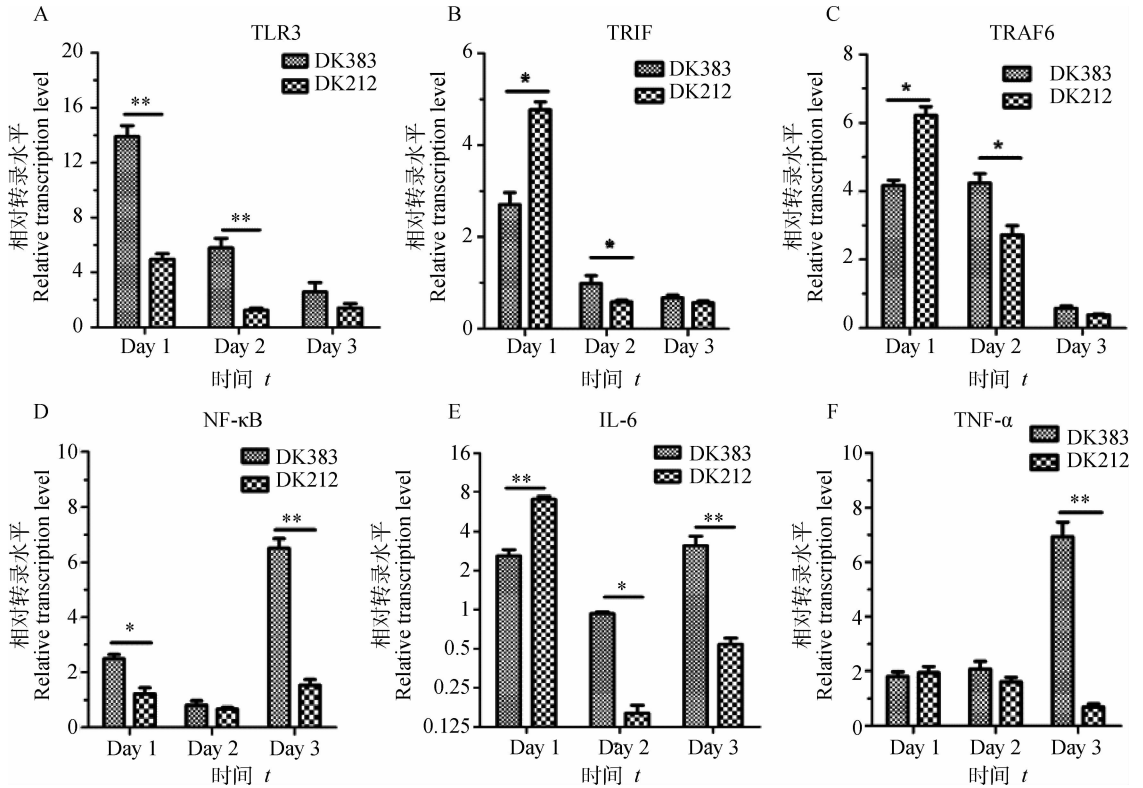 A
TLR3
DK383
DK212
**
**
20
16
12
8
4
0
相对转录水平
Relative transcription level
Day 1
Day 2
Day 3
时间 t
B
TRIF
DK383
DK212
*
*
6
4
2
0
相对转录水平
Relative transcription level
Day 1
Day 2
Day 3
时间 t
C
TRAF6
DK383
DK212
*
*
8
6
4
2
0
相对转录水平
Relative transcription level
Day 1
Day 2
Day 3
时间 t
D
NF-κB
DK383
DK212
*
**
10
8
6
4
2
0
相对转录水平
Relative transcription level
Day 1
Day 2
Day 3
时间 t
E
IL-6
DK383
DK212
**
*
**
16
8
4
2
1
0.5
0.25
0.125
相对转录水平
Relative transcription level
Day 1
Day 2
Day 3
时间 t
F
TNF-α
DK383
DK212
**
10
8
6
4
2
0
相对转录水平
Relative transcription level
Day 1
Day 2
Day 3
时间 t